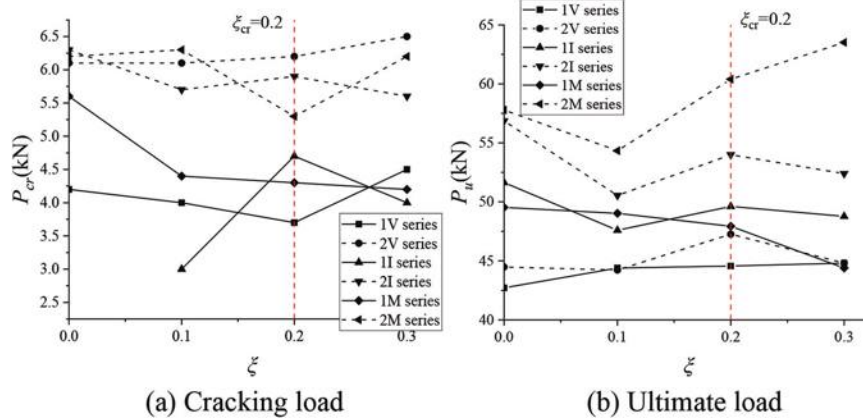 ξcr=0.2
6.5
6.0
5.5
5.0
4.5
4.0
3.5
3.0
2.5
Pcr(kN)
1V series
2V series
1I series
2I series
1M series
2M series
0.0
0.1
0.2
0.3
ξ
(a) Cracking load
1V series
2V series
1I series
2I series
1M series
2M series
ξcr=0.2
65
60
55
50
45
40
Pu(kN)
0.0
0.1
0.2
0.3
ξ
(b) Ultimate load